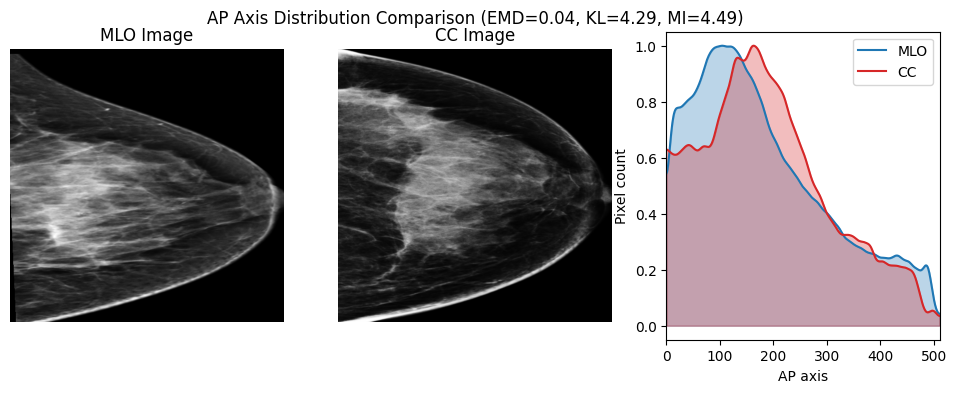 AP Axis Distribution Comparison (EMD=0.04, KL=4.29, MI=4.49)
MLO Image
CC Image
MLO
CC
1.0
0.8
0.6
0.4
0.2
0.0
Pixel count
0 100 200 300 400 500
AP axis